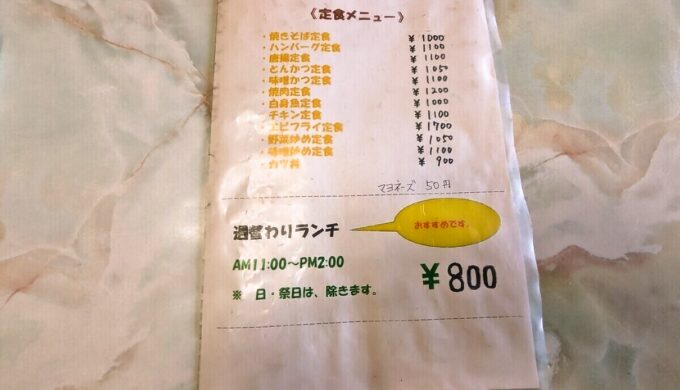 《定食メニュー》
・焼きそば定食 ¥1000
・ハンバーグ定食 ¥1100
・唐揚定食 ¥1100
・とんかつ定食 ¥1050
・味噌かつ定食 ¥1100
・焼肉定食 ¥1200
・白身魚定食 ¥1000
・チキン定食 ¥1100
・エビフライ定食 ¥1700
・野菜炒め定食 ¥1050
・味噌炒め定食 ¥1100
・カツ丼 ¥900
マヨネーズ 50円
週替わりランチ おすすめです。
AM11:00～PM2:00 ¥800
※ 日・祭日は、除きます。